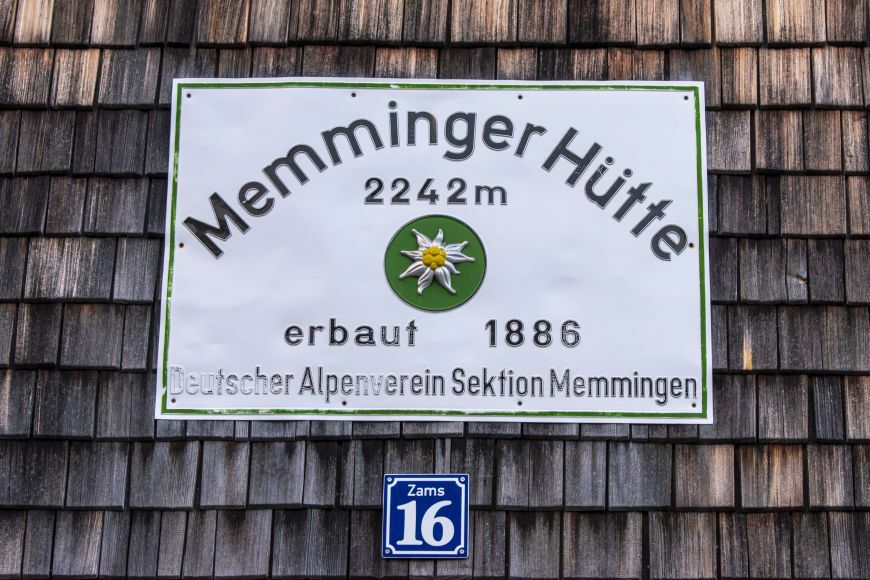 Memminger Hütte
2242m
erbaut 1886
Deutscher Alpenverein Sektion Memmingen
Zams
16